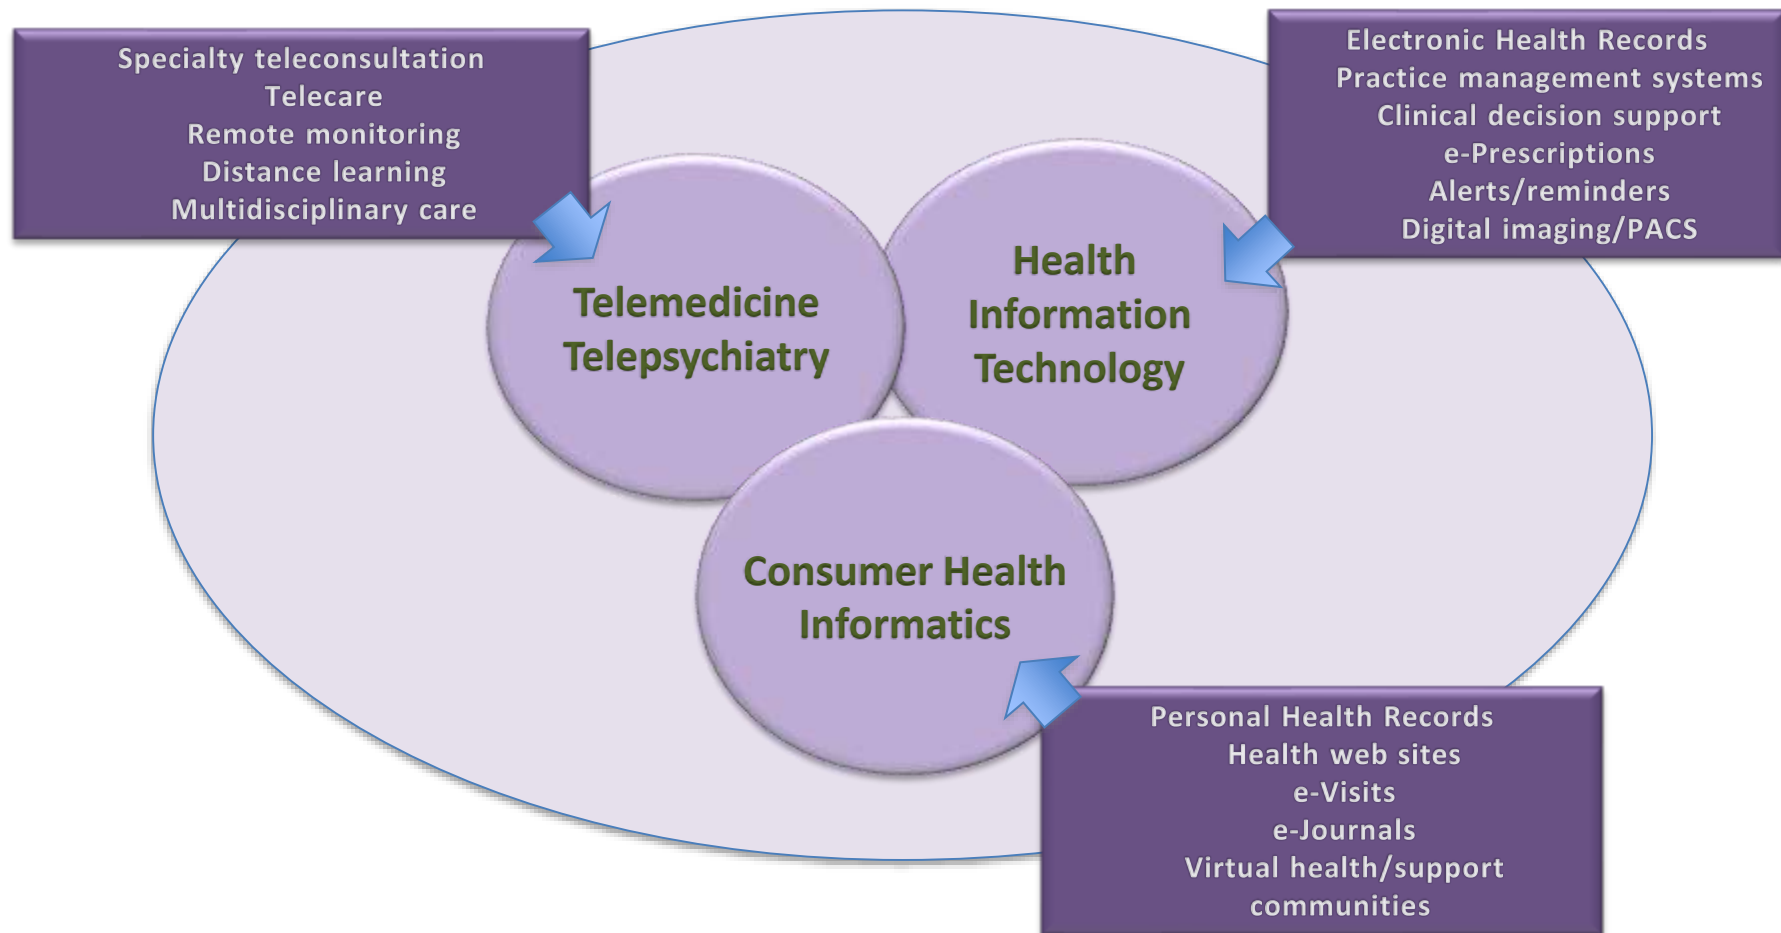 Specialty teleconsultation
Telecare
Remote monitoring
Distance learning
Multidisciplinary care
Electronic Health Records
Practice management systems
Clinical decision support
e-Prescriptions
Alerts/reminders
Digital imaging/PACS
Telemedicine
Telepsychiatry
Health
Information
Technology
Consumer Health
Informatics
Personal Health Records
Health web sites
e-Visits
e-Journals
Virtual health/support
communities